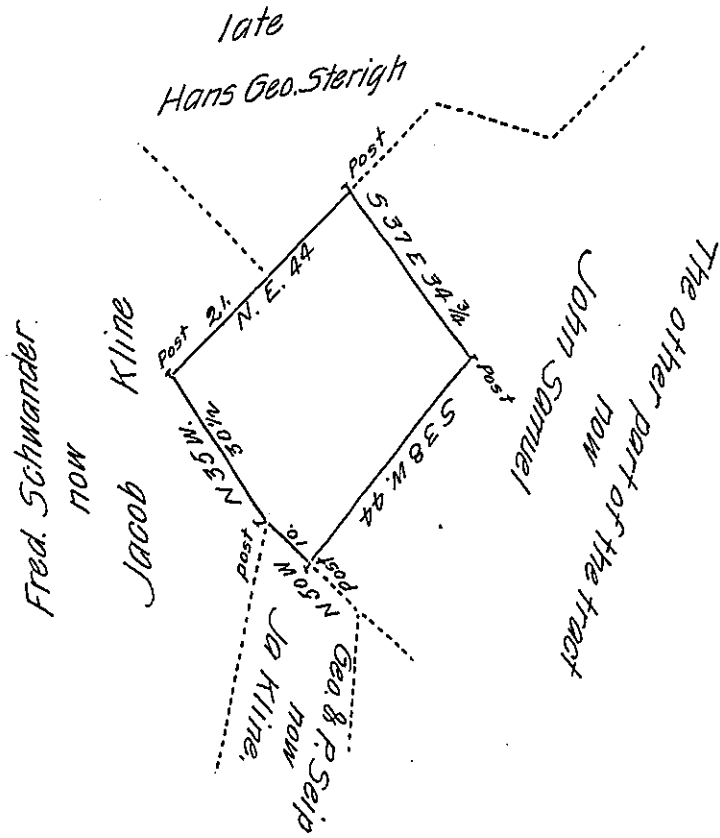 late
Hans Geo. Sterigh
Post
S 37 E 34 3/4
Post
S 38 W. 44
Post
N 50 W 10.
Post
N 35 W. 30 1/2
Post
21.
N. E. 44
Fred. Schwander
now
Jacob Kline
The other part of the tract
now
John Samuel
Geo. & P. Seip
now
Ja Kline.